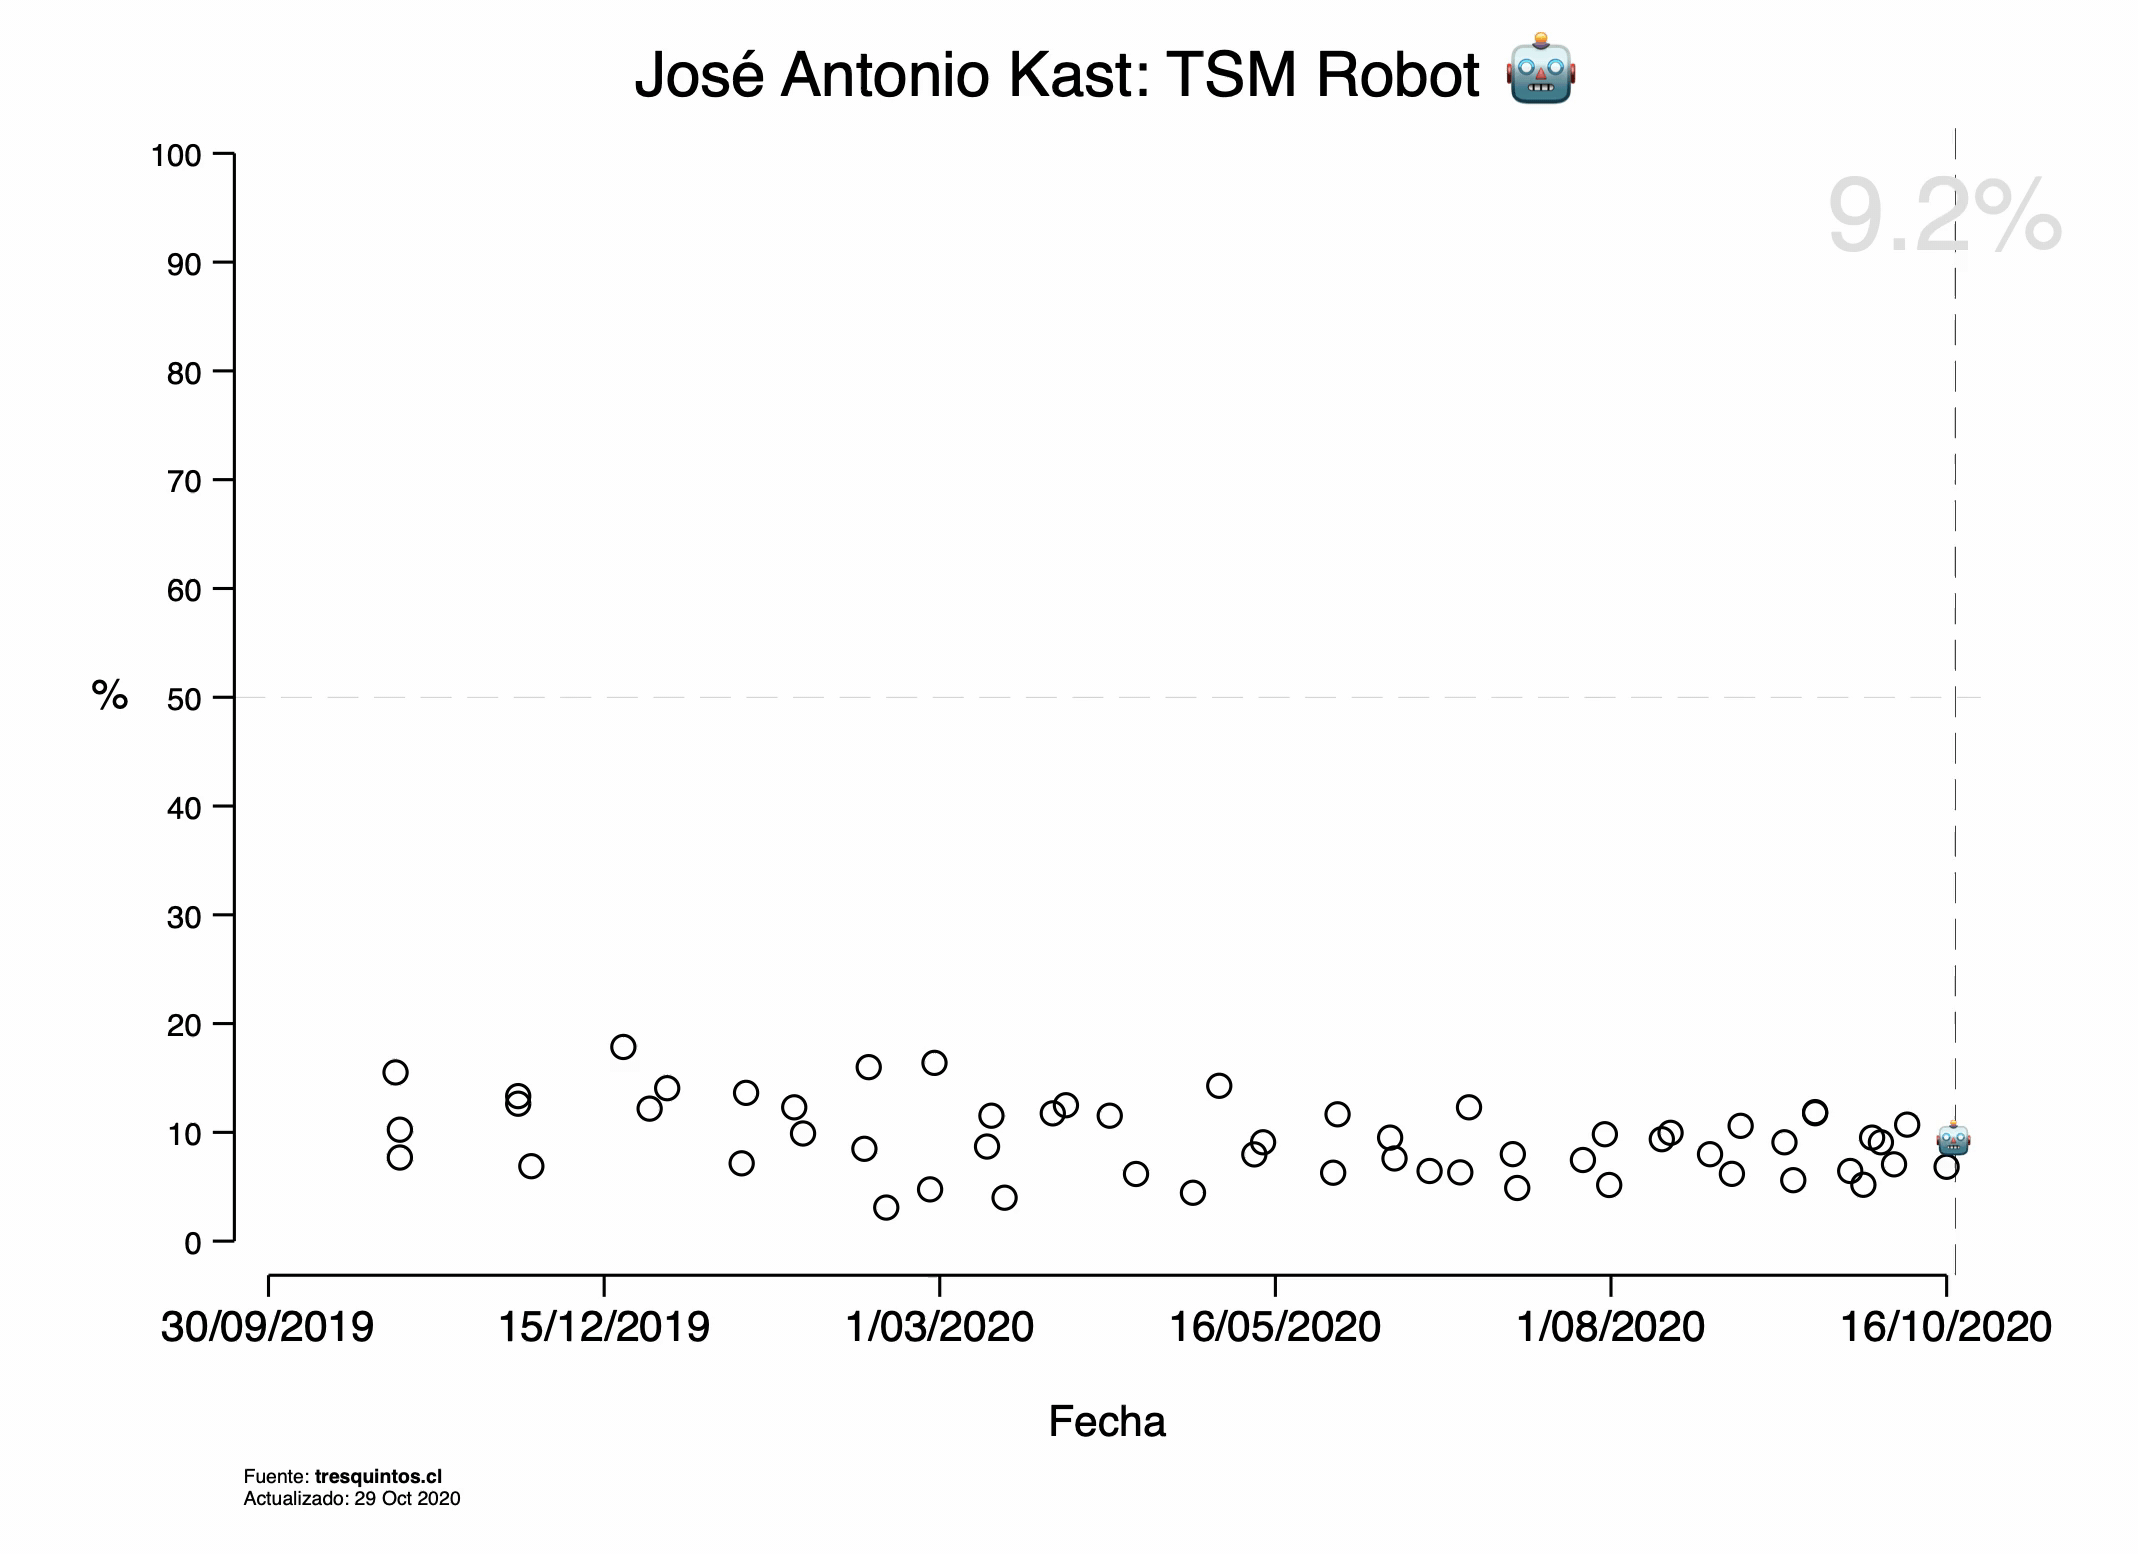 José Antonio Kast: TSM Robot
100
9.2%
90
80
70
60
%
50
40
30
20
10
0
30/09/2019 15/12/2019 1/03/2020 16/05/2020 1/08/2020 16/10/2020
Fecha
Fuente: tresquintos.cl
Actualizado: 29 Oct 2020